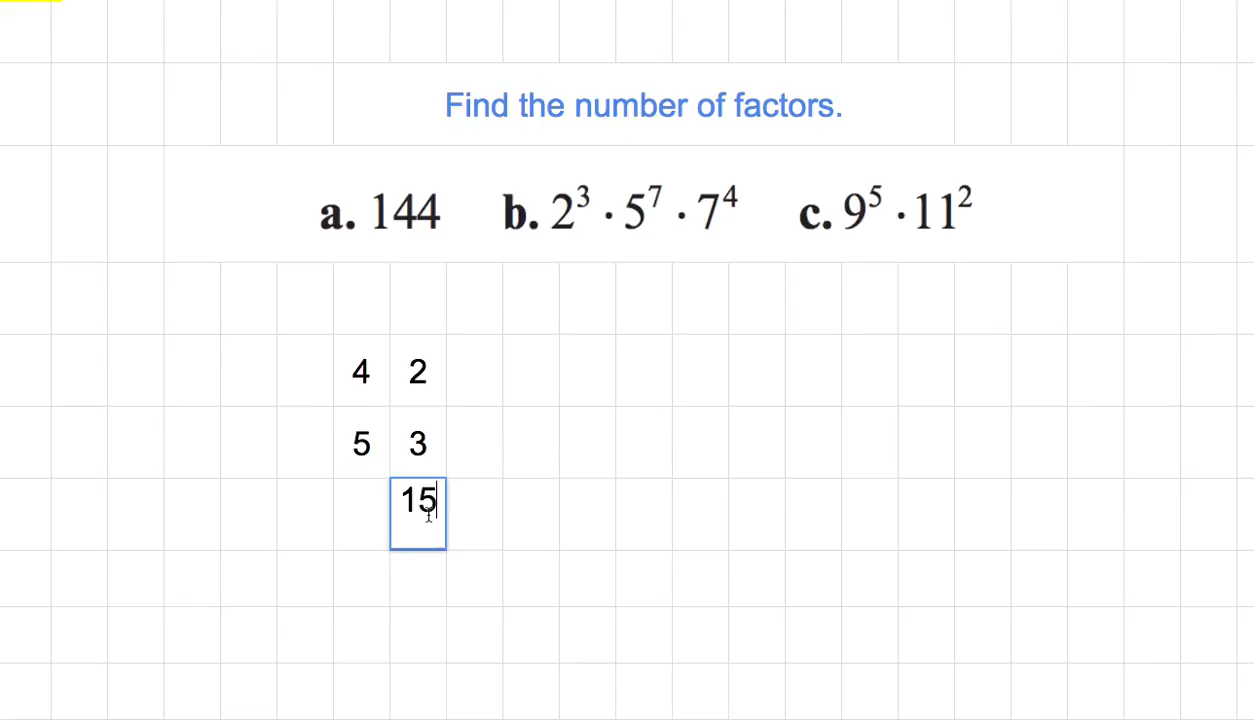 Find the number of factors.
a. 144 b. 2³ · 5⁷ · 7⁴ c. 9⁵ · 11²
4 2
5 3
15